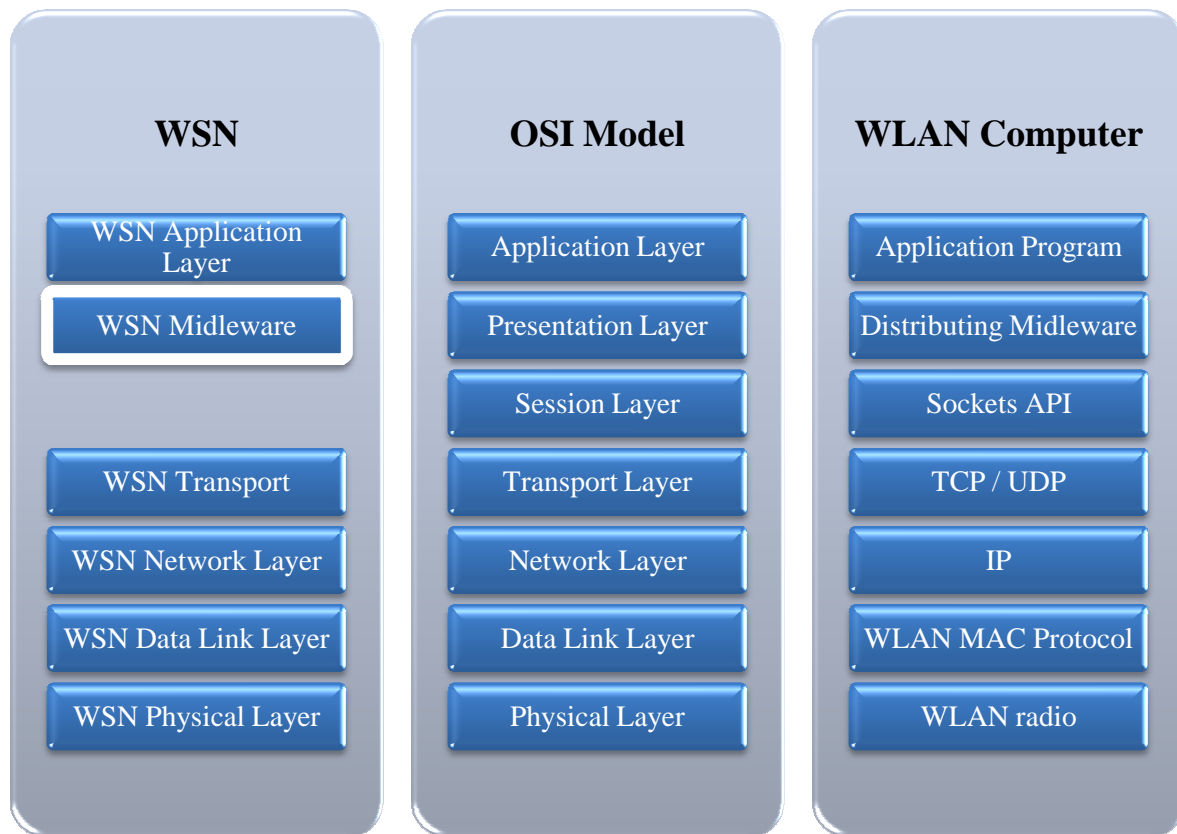 WSN
WSN Application
Layer
WSN Midleware
WSN Transport
WSN Network Layer
WSN Data Link Layer
WSN Physical Layer
OSI Model
Application Layer
Presentation Layer
Session Layer
Transport Layer
Network Layer
Data Link Layer
Physical Layer
WLAN Computer
Application Program
Distributing Midleware
Sockets API
TCP / UDP
IP
WLAN MAC Protocol
WLAN radio